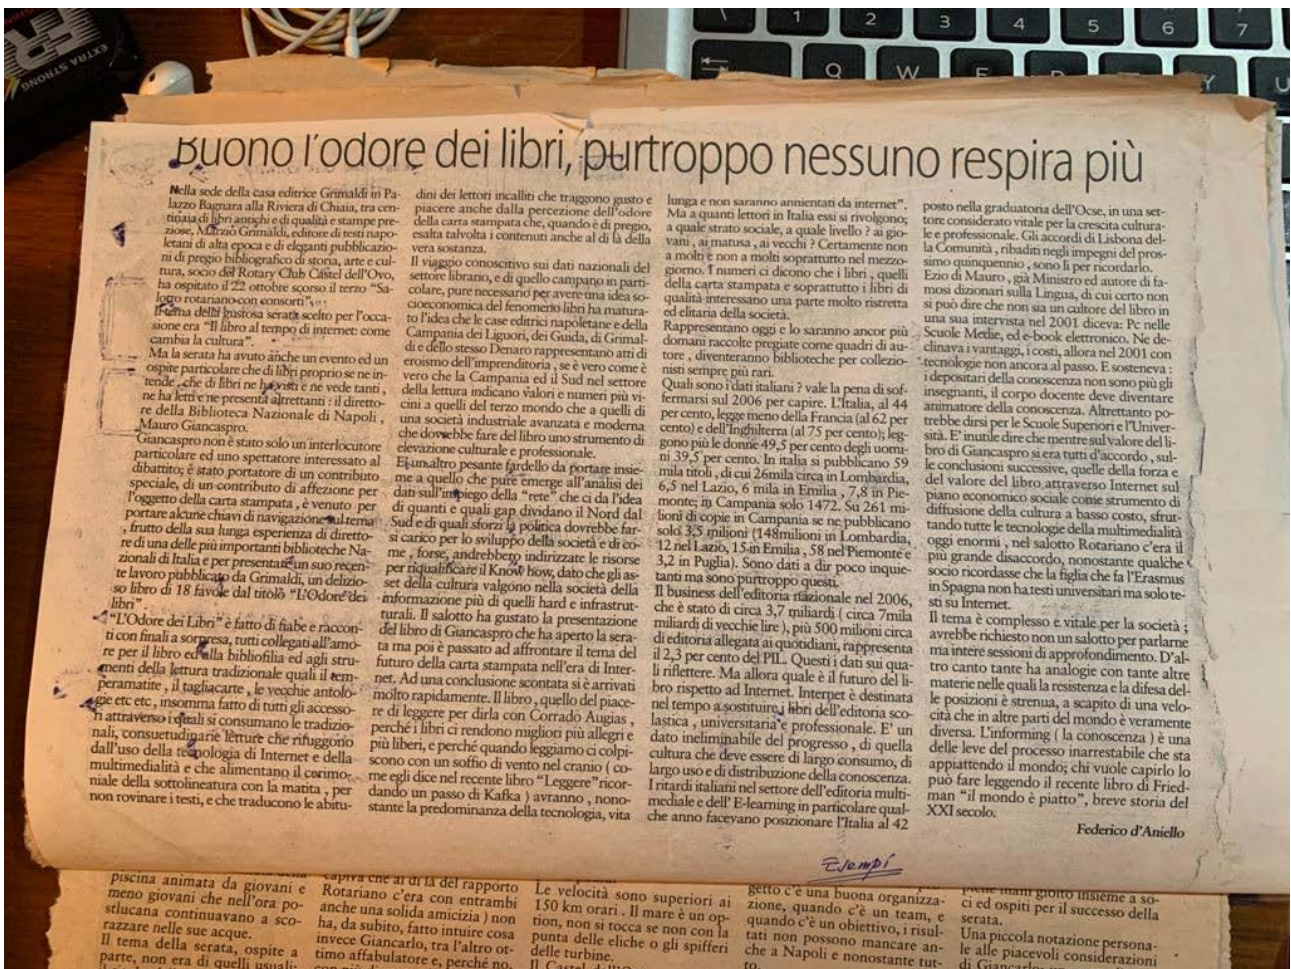 EXTRA STRONG
1 2 3 4 5 6 7
Q W E Y U
Buono l'odore dei libri, purtroppo nessuno respira più
Nella sede della casa editrice Grimaldi in Pa-
lazzo Bagnara alla Riviera di Chiaia, tra cen-
tinaia di libri antichi e di qualità e stampe pre-
ziose, Marzio Grimaldi, editore di testi napo-
letani di alta epoca e di eleganti pubblicazio-
ni di pregio bibliografico di storia, arte e cul-
tura, socio del Rotary Club Castel dell'Ovo,
ha ospitato il 22 ottobre scorso il terzo "Sa-
lotto rotariano con consorti".
Il tema della gustosa serata scelto per l'occa-
sione era "Il libro al tempo di internet: come
cambia la cultura".
Ma la serata ha avuto anche un evento ed un
ospite particolare che di libri proprio se ne in-
tende , che di libri ne ha visti e ne vede tanti ,
ne ha letti e ne presenta altrettanti : il diretto-
re della Biblioteca Nazionale di Napoli ,
Mauro Giancaspro.
Giancaspro non è stato solo un interlocutore
particolare ed uno spettatore interessato al
dibattito; è stato portatore di un contributo
speciale, di un contributo di affezione per
l'oggetto della carta stampata , è venuto per
portare alcune chiavi di navigazione sul tema
, frutto della sua lunga esperienza di diretto-
re di una delle più importanti biblioteche Na-
zionali di Italia e per presentare un suo recen-
te lavoro pubblicato da Grimaldi, un delizio-
so libro di 18 favole dal titolo "L'Odore dei
libri".
"L'Odore dei Libri" è fatto di fiabe e raccon-
ti con finali a sorpresa, tutti collegati all'amo-
re per il libro ed alla bibliofilia ed agli stru-
menti della lettura tradizionale quali il tem-
peramatite , il tagliacarte , le vecchie antolo-
gie etc etc , insomma fatto di tutti gli accesso-
ri attraverso i quali si consumano le tradizio-
nali, consuetudinarie letture che rifuggono
dall'uso della tecnologia di Internet e della
multimedialità e che alimentano il cerimo-
niale della sottolineatura con la matita , per
non rovinare i testi, e che traducono le abitu-
dini dei lettori incalliti che traggono gusto e
piacere anche dalla percezione dell'odore
della carta stampata che, quando è di pregio,
esalta talvolta i contenuti anche al di là della
vera sostanza.
Il viaggio conoscitivo sui dati nazionali del
settore librario, e di quello campano in parti-
colare, pure necessario per avere una idea so-
cioeconomica del fenomerio libri ha matura-
to l'idea che le case editrici napoletane e della
Campania dei Liguori, dei Guida, di Grimal-
di e dello stesso Denaro rappresentano atti di
eroismo dell'imprenditoria , se è vero come è
vero che la Campania ed il Sud nel settore
della lettura indicano valori e numeri più vi-
cini a quelli del terzo mondo che a quelli di
una società industriale avanzata e moderna
che dovrebbe fare del libro uno strumento di
elevazione culturale e professionale.
E' un altro pesante fardello da portare insie-
me a quello che pure emerge all'analisi dei
dati sull'impiego della "rete" che ci da l'idea
di quanti e quali gap dividano il Nord dal
Sud e di quali sforzi la politica dovrebbe far-
si carico per lo sviluppo della società e di co-
me , forse, andrebbero indirizzate le risorse
per riqualificare il Know how, dato che gli as-
set della cultura valgono nella società della
informazione più di quelli hard e infrastrut-
turali. Il salotto ha gustato la presentazione
del libro di Giancaspro che ha aperto la sera-
ta ma poi è passato ad affrontare il tema del
futuro della carta stampata nell'era di Inter-
net. Ad una conclusione scontata si è arrivati
molto rapidamente. Il libro , quello del piace-
re di leggere per dirla con Corrado Augias ,
perché i libri ci rendono migliori più allegri e
più liberi, e perché quando leggiamo ci colpi-
scono con un soffio di vento nel cranio ( co-
me egli dice nel recente libro "Leggere"ricor-
dando un passo di Kafka ) avranno , nono-
stante la predominanza della tecnologia, vita
lunga e non saranno annientati da internet".
Ma a quanti lettori in Italia essi si rivolgono;
a quale strato sociale, a quale livello ? ai gio-
vani , ai matusa , ai vecchi ? Certamente non
a molti e non a molti soprattutto nel mezzo-
giorno. I numeri ci dicono che i libri , quelli
della carta stampata e soprattutto i libri di
qualità interessano una parte molto ristretta
ed elitaria della società.
Rappresentano oggi e lo saranno ancor più
domani raccolte pregiate come quadri di au-
tore , diventeranno biblioteche per collezio-
nisti sempre più rari.
Quali sono i dati italiani ? vale la pena di sof-
fermarsi sul 2006 per capire. L'Italia, al 44
per cento, legge meno della Francia (al 62 per
cento) e dell'Inghilterra (al 75 per cento); leg-
gono più le donne 49,5 per cento degli uomi-
ni 39,5 per cento. In italia si pubblicano 59
mila titoli , di cui 26mila circa in Lombardia,
6,5 nel Lazio, 6 mila in Emilia , 7,8 in Pie-
monte; in Campania solo 1472. Su 261 mi-
lioni di copie in Campania se ne pubblicano
solo 3,5 milioni (148milioni in Lombardia,
12 nel Lazio, 15 in Emilia , 58 nel Piemonte e
3,2 in Puglia). Sono dati a dir poco inquie-
tanti ma sono purtroppo questi.
Il business dell'editoria nazionale nel 2006,
che è stato di circa 3,7 miliardi ( circa 7mila
miliardi di vecchie lire ), più 500 milioni circa
di editoria allegata ai quotidiani, rappresenta
il 2,3 per cento del PIL. Questi i dati sui qua-
li riflettere. Ma allora quale è il futuro del li-
bro rispetto ad Internet. Internet è destinata
nel tempo a sostituire i libri dell'editoria sco-
lastica , universitaria e professionale. E' un
dato ineliminabile del progresso , di quella
cultura che deve essere di largo consumo, di
largo uso e di distribuzione della conoscenza.
I ritardi italiani nel settore dell'editoria multi-
mediale e dell' E-learning in particolare qual-
che anno facevano posizionare l'Italia al 42
posto nella graduatoria dell'Ocse, in una set-
tore considerato vitale per la crescita cultura-
le e professionale. Gli accordi di Lisbona del-
la Comunità , ribaditi negli impegni del pros-
simo quinquennio , sono lì per ricordarlo.
Ezio di Mauro , già Ministro ed autore di fa-
mosi dizionari sulla Lingua, di cui certo non
si può dire che non sia un cultore del libro in
una sua intervista nel 2001 diceva: Pc nelle
Scuole Medie, ed e-book elettronico. Ne de-
clinava i vantaggi, i costi, allora nel 2001 con
tecnologie non ancora al passo. E sosteneva :
i depositari della conoscenza non sono più gli
insegnanti, il corpo docente deve diventare
animatore della conoscenza. Altrettanto po-
trebbe dirsi per le Scuole Superiori e l'Univer-
sità. E' inutile dire che mentre sul valore del li-
bro di Giancaspro si era tutti d'accordo , sul-
le conclusioni successive, quelle della forza e
del valore del libro attraverso Internet sul
piano economico sociale come strumento di
diffusione della cultura a basso costo, sfrut-
tando tutte le tecnologie della multimedialità
oggi enormi , nel salotto Rotariano c'era il
più grande disaccordo, nonostante qualche
socio ricordasse che la figlia che fa l'Erasmus
in Spagna non ha testi universitari ma solo te-
sti su Internet.
Il tema è complesso e vitale per la società ;
avrebbe richiesto non un salotto per parlarne
ma intere sessioni di approfondimento. D'al-
tro canto tante ha analogie con tante altre
materie nelle quali la resistenza e la difesa del-
le posizioni è strenua, a scapito di una velo-
cità che in altre parti del mondo è veramente
diversa. L'informing ( la conoscenza ) è una
delle leve del processo inarrestabile che sta
appiattendo il mondo; chi vuole capirlo lo
può fare leggendo il recente libro di Fried-
man "il mondo è piatto", breve storia del
XXI secolo.
Federico d'Aniello
Esempi
piscina animata da giovani e
meno giovani che nell'ora po-
stlucana continuavano a sco-
razzare nelle sue acque.
Il tema della serata, ospite a
parte, non era di quelli usuali:
capiva che al di là del rapporto
Rotariano c'era con entrambi
anche una solida amicizia ) non
ha, da subito, fatto intuire cosa
invece Giancarlo, tra l'altro ot-
timo affabulatore e, perché no,
Le velocità sono superiori ai
150 km orari . Il mare è un op-
tion, non si tocca se non con la
punta delle eliche o gli spifferi
delle turbine.
getto c'è una buona organizza-
zione, quando c'è un team, e
quando c'è un obiettivo, i risul-
tati non possono mancare an-
che a Napoli e nonostante tut-
to.
ci ed ospiti per il successo della
serata.
Una piccola notazione persona-
le alle piacevoli considerazioni